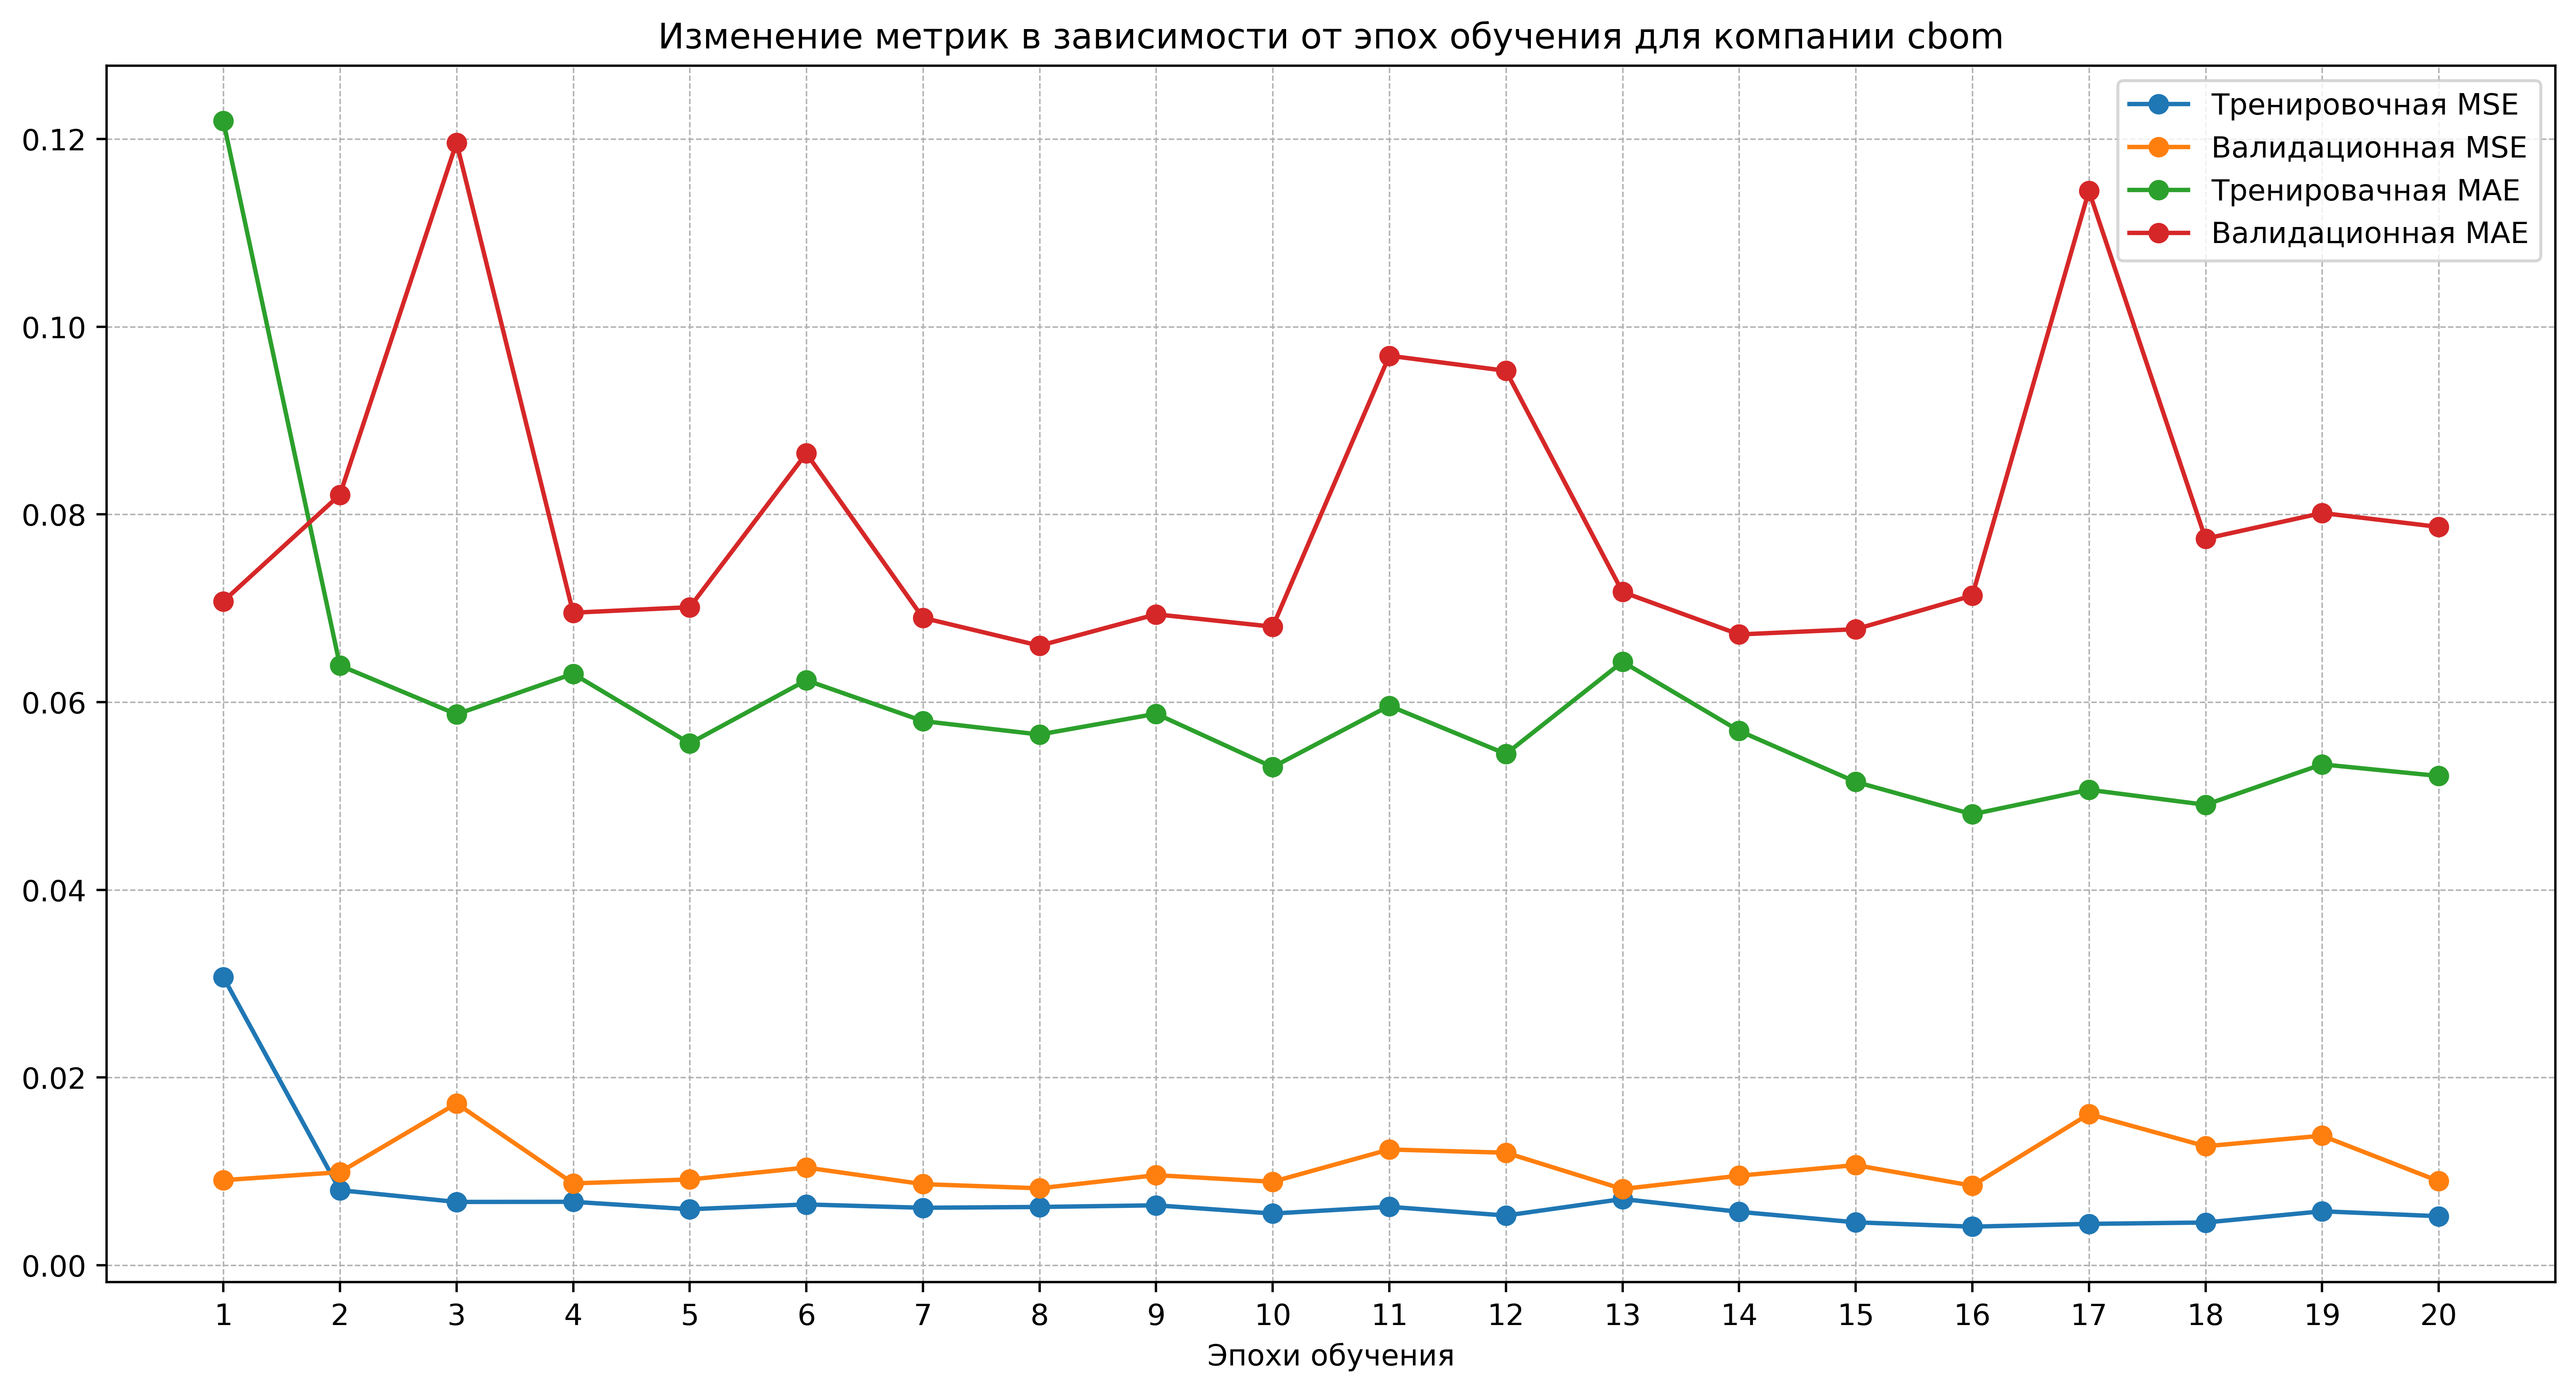 Изменение метрик в зависимости от эпох обучения для компании cbom
Тренировочная MSE
Валидационная MSE
Тренировачная MAE
Валидационная MAE
0.12
0.10
0.08
0.06
0.04
0.02
0.00
1 2 3 4 5 6 7 8 9 10 11 12 13 14 15 16 17 18 19 20
Эпохи обучения